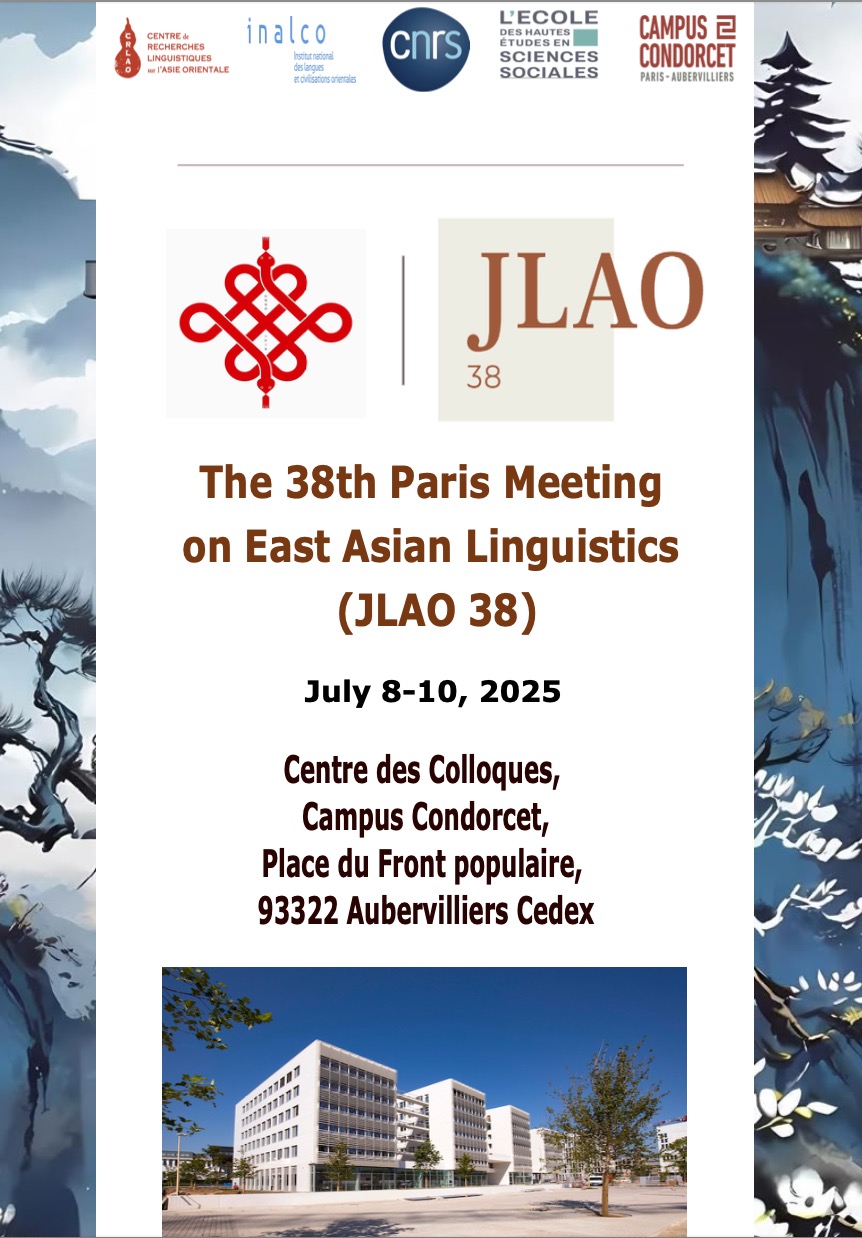 CRLAO
CENTRE de
RECHERCHES
LINGUISTIQUES
sur l'ASIE ORIENTALE
inalco
Institut national
des langues
et civilisations orientales
cnrs
L'ECOLE
DES HAUTES
ÉTUDES EN
SCIENCES
SOCIALES
CAMPUS
CONDORCET
PARIS - AUBERVILLIERS
JLAO
38
The 38th Paris Meeting
on East Asian Linguistics
(JLAO 38)
July 8-10, 2025
Centre des Colloques,
Campus Condorcet,
Place du Front populaire,
93322 Aubervilliers Cedex